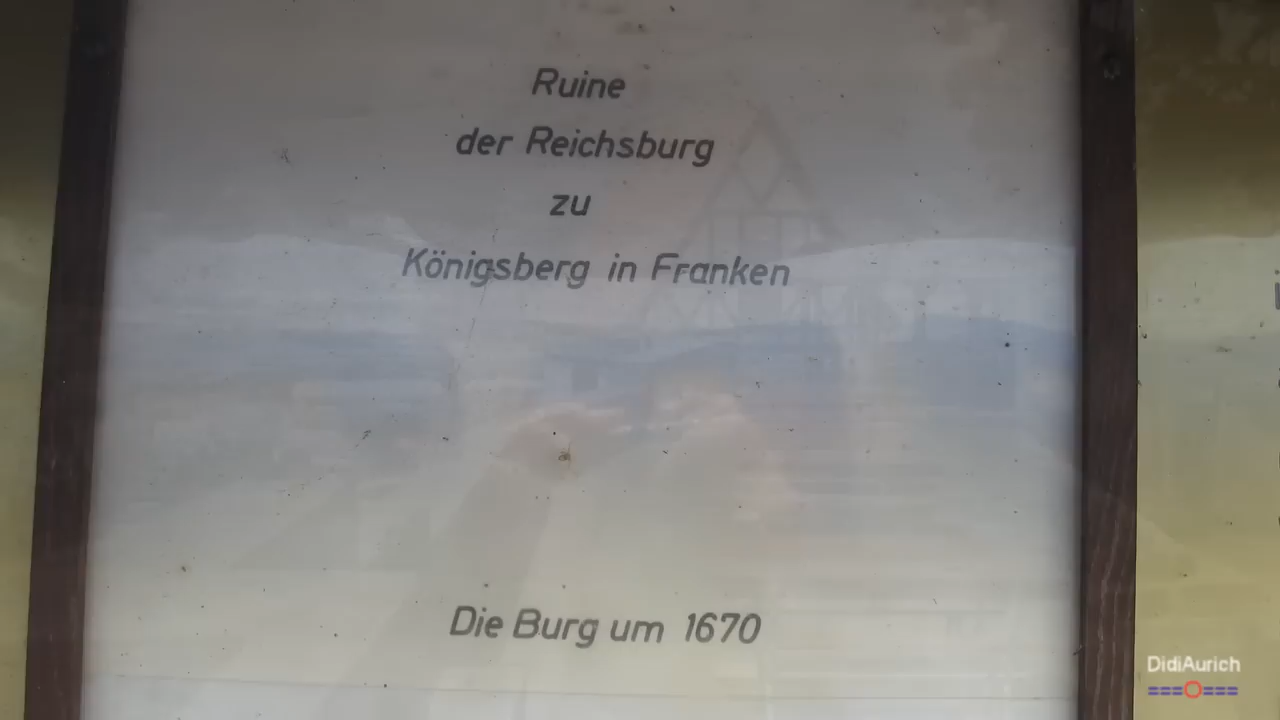 Ruine
der Reichsburg
zu
Königsberg in Franken
Die Burg um 1670
DidiAurich